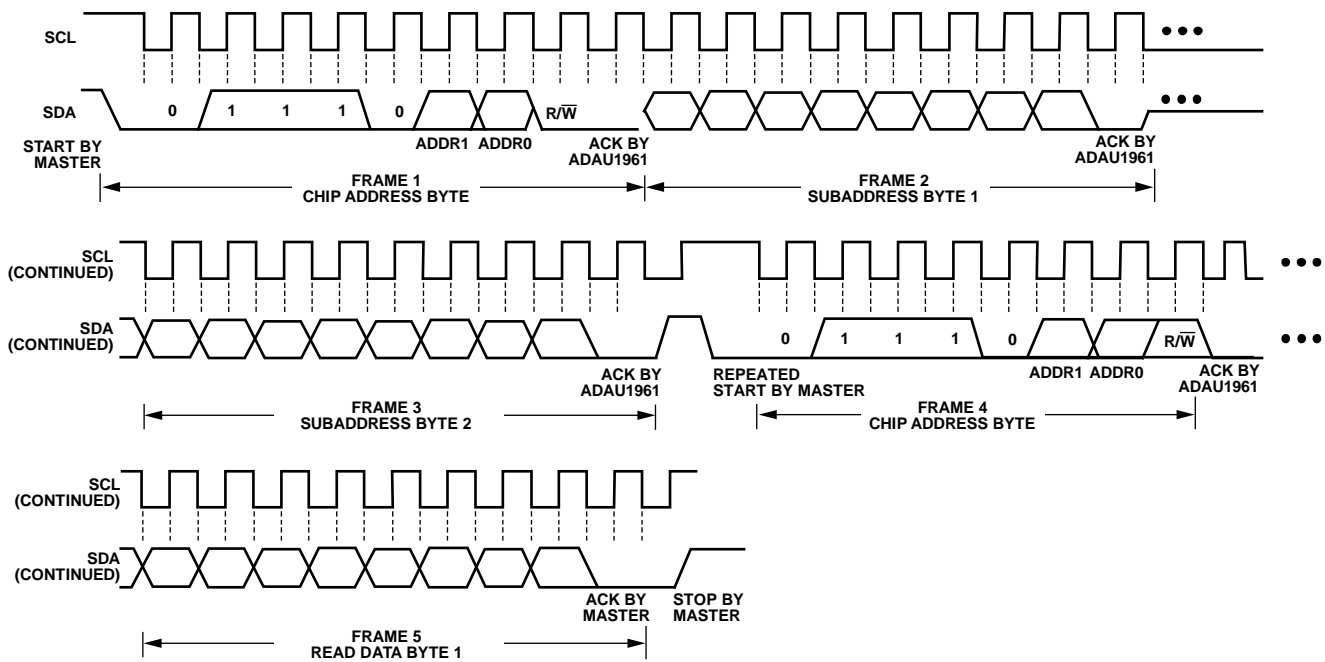 SCL
SDA
0 1 1 1 0 R/W̅
ADDR1 ADDR0
START BY
MASTER
ACK BY
ADAU1961
ACK BY
ADAU1961
FRAME 1
CHIP ADDRESS BYTE
FRAME 2
SUBADDRESS BYTE 1
SCL
(CONTINUED)
SDA
(CONTINUED)
0 1 1 1 0 R/W̅
ADDR1 ADDR0
ACK BY
ADAU1961
REPEATED
START BY MASTER
ACK BY
ADAU1961
FRAME 3
SUBADDRESS BYTE 2
FRAME 4
CHIP ADDRESS BYTE
SCL
(CONTINUED)
SDA
(CONTINUED)
ACK BY
MASTER
STOP BY
MASTER
FRAME 5
READ DATA BYTE 1